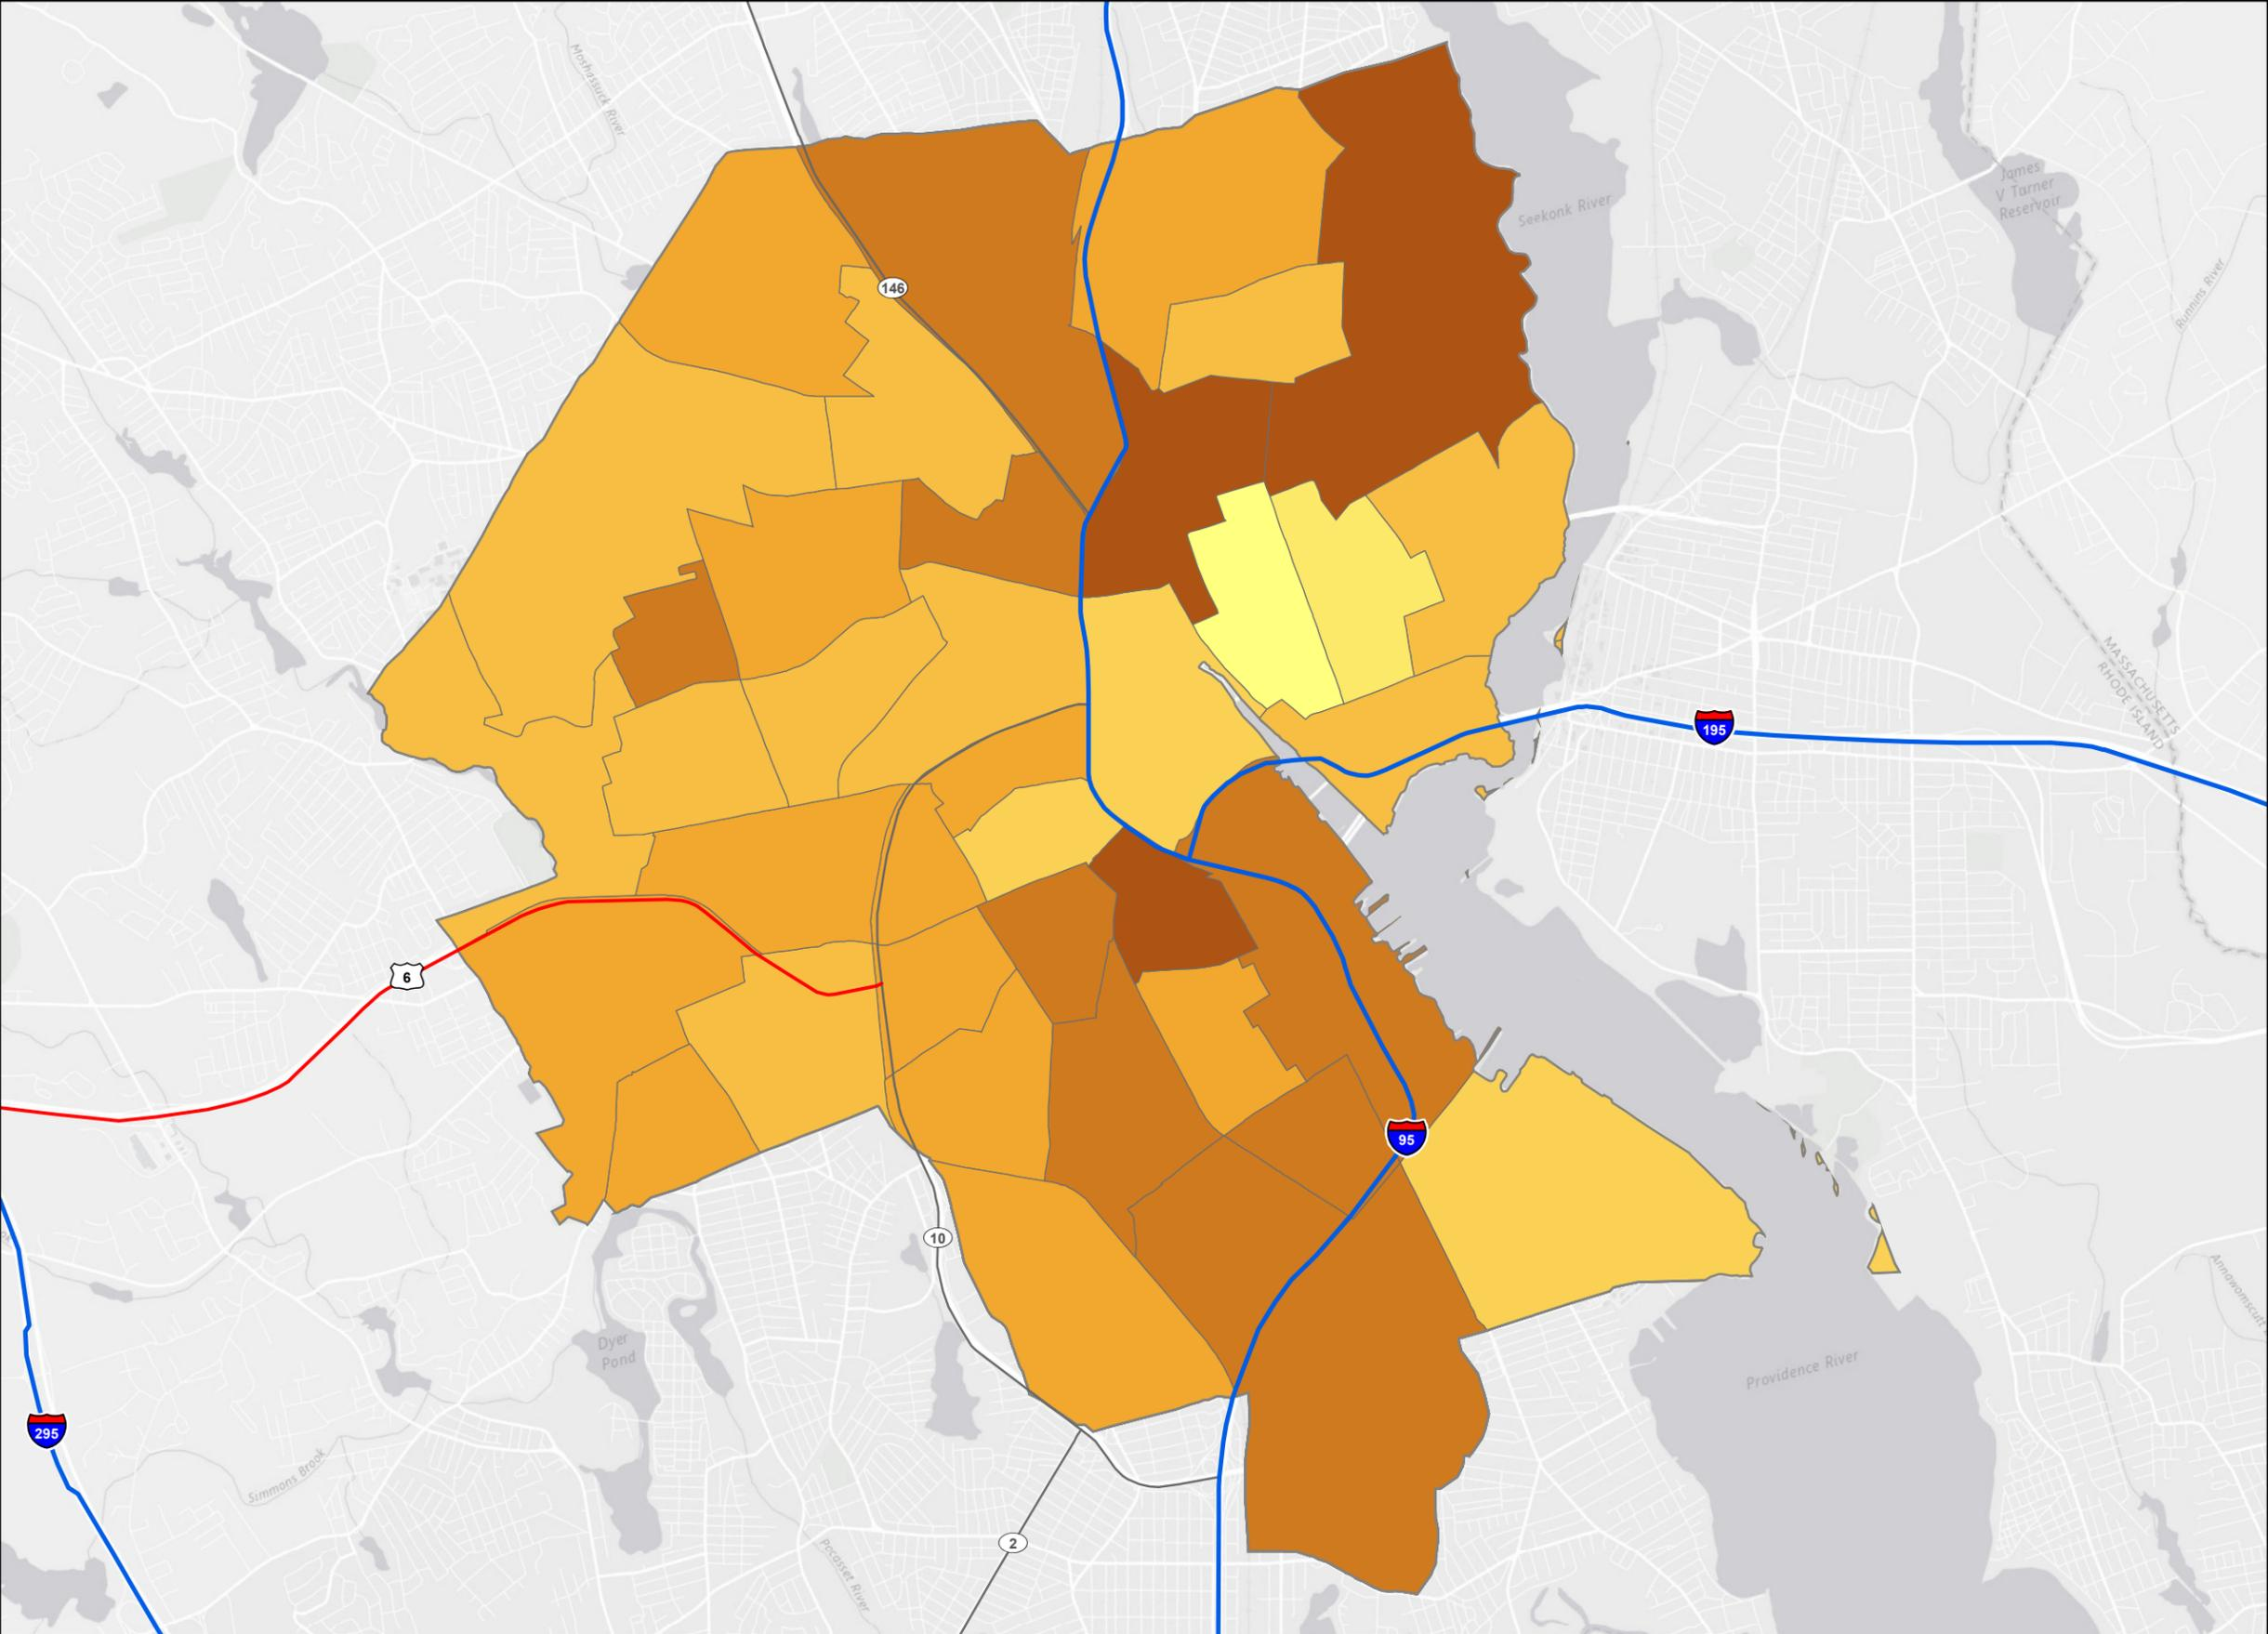 Moshassuck River
James
V Tarner
Reservoir
Seekonk River
146
Runnins River
MASSACHUSETTS
RHODE ISLAND
195
6
95
10
Annawomscutt
Dyer
Pond
Providence River
295
Simmons Brook
2
Pocasset River